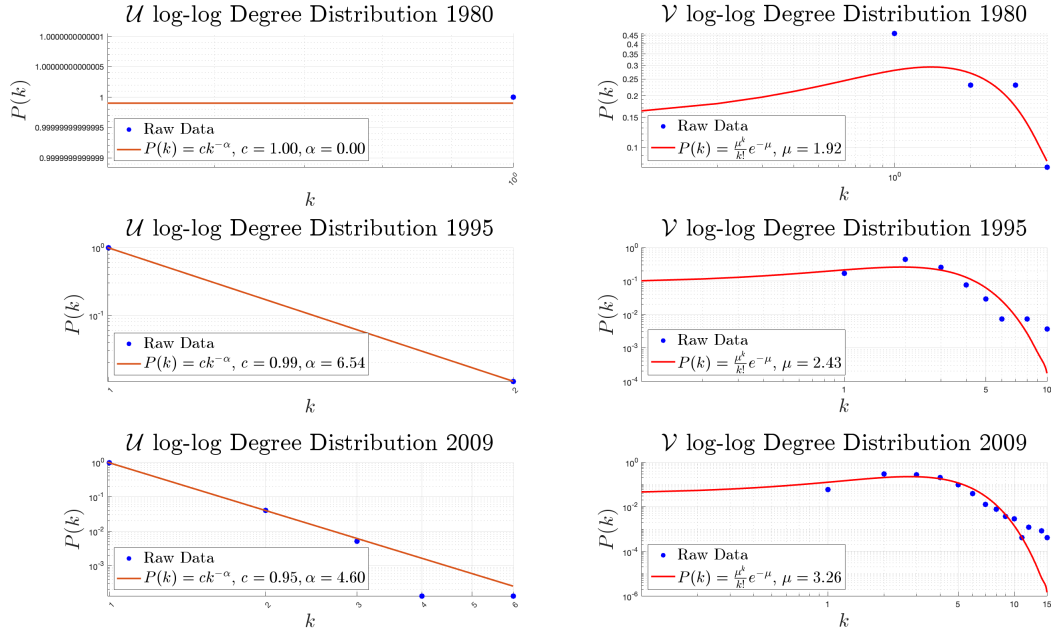 𝒰 log-log Degree Distribution 1980
P(k)
1.0000000000001
1.00000000000005
1
0.99999999999995
0.9999999999999
Raw Data
P(k) = ck^{-α}, c = 1.00, α = 0.00
10^0
k
𝒱 log-log Degree Distribution 1980
P(k)
0.45
0.4
0.35
0.3
0.25
0.2
0.15
0.1
Raw Data
P(k) = \frac{μ^k}{k!} e^{-μ}, μ = 1.92
10^0
k
𝒰 log-log Degree Distribution 1995
P(k)
10^0
10^{-1}
Raw Data
P(k) = ck^{-α}, c = 0.99, α = 6.54
1 2
k
𝒱 log-log Degree Distribution 1995
P(k)
10^0
10^{-1}
10^{-2}
10^{-3}
10^{-4}
Raw Data
P(k) = \frac{μ^k}{k!} e^{-μ}, μ = 2.43
1 5 10
k
𝒰 log-log Degree Distribution 2009
P(k)
10^0
10^{-1}
10^{-2}
10^{-3}
Raw Data
P(k) = ck^{-α}, c = 0.95, α = 4.60
1 2 3 4 5 6
k
𝒱 log-log Degree Distribution 2009
P(k)
10^0
10^{-2}
10^{-4}
10^{-6}
Raw Data
P(k) = \frac{μ^k}{k!} e^{-μ}, μ = 3.26
1 5 10 15
k